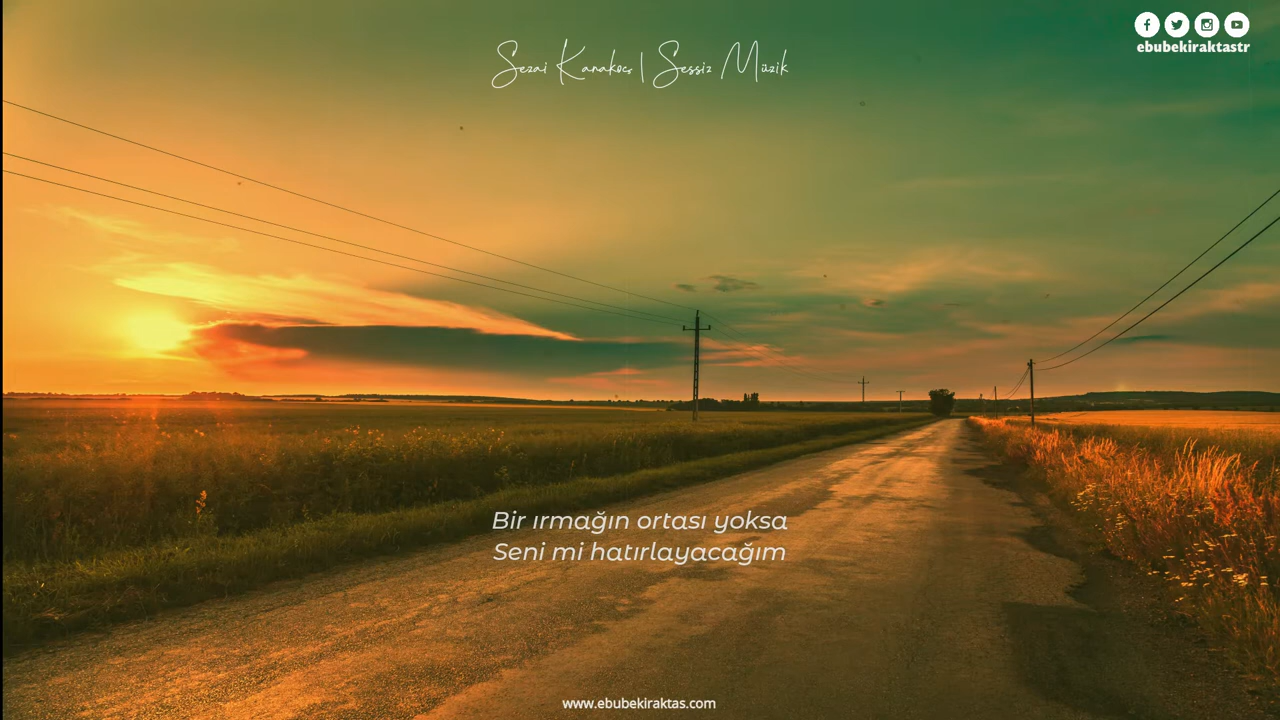 ebubekiraktastr
Sezai Karakoç | Sessiz Müzik
Bir ırmağın ortası yoksa
Seni mi hatırlayacağım
www.ebubekiraktas.com